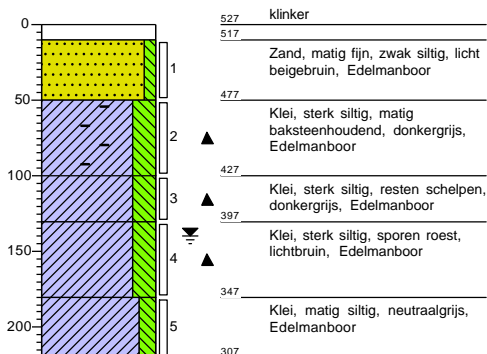 0
527 klinker
517
Zand, matig fijn, zwak siltig, licht
beigebruin, Edelmanboor
1
50
477
Klei, sterk siltig, matig
baksteenhoudend, donkergrijs,
Edelmanboor
2
100
427
Klei, sterk siltig, resten schelpen,
donkergrijs, Edelmanboor
3
397
Klei, sterk siltig, sporen roest,
lichtbruin, Edelmanboor
150
4
347
Klei, matig siltig, neutraalgrijs,
Edelmanboor
200
5
307